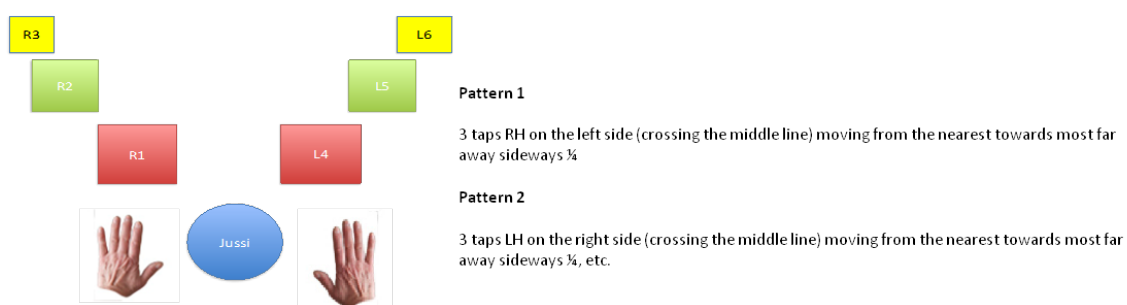 R3
L6
R2
L5
R1
L4
Jussi
Pattern 1
3 taps RH on the left side (crossing the middle line) moving from the nearest towards most far
away sideways ¼
Pattern 2
3 taps LH on the right side (crossing the middle line) moving from the nearest towards most far
away sideways ¼, etc.